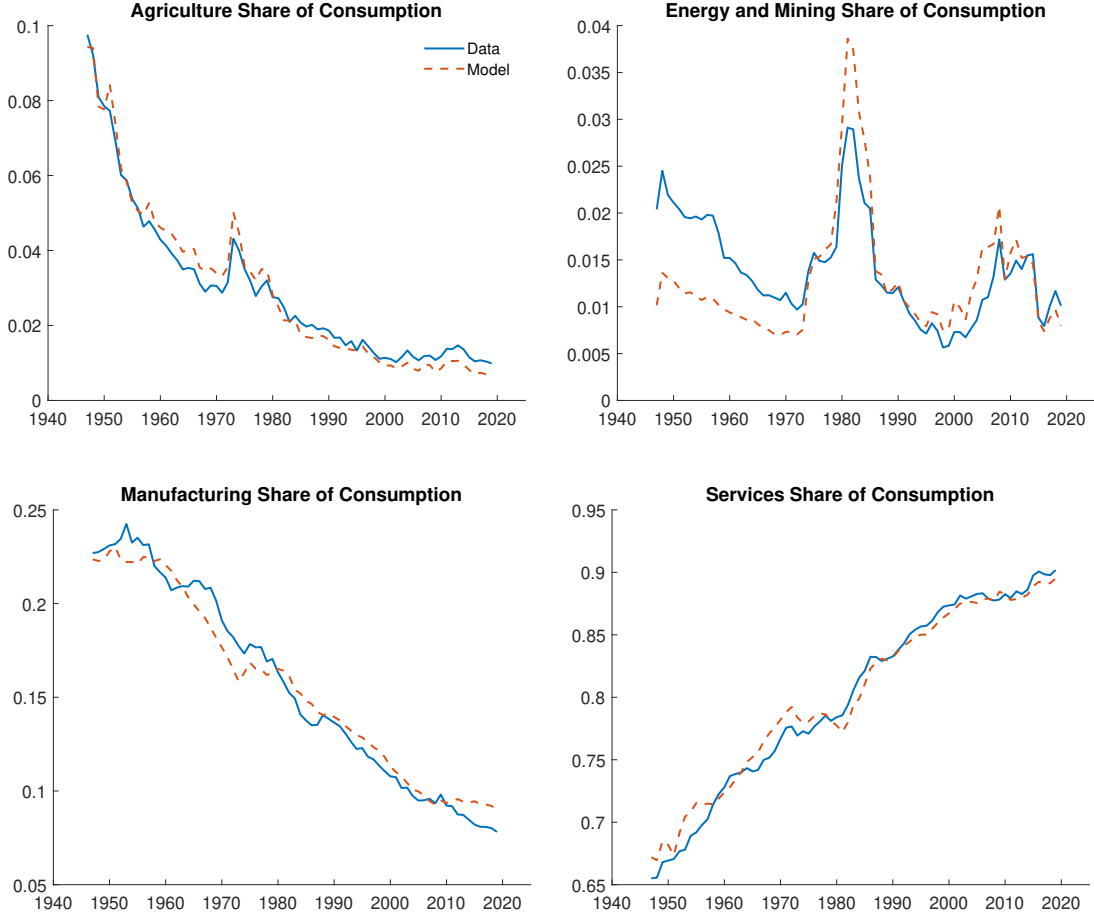 Agriculture Share of Consumption
0.1
0.08
0.06
0.04
0.02
0
1940 1950 1960 1970 1980 1990 2000 2010 2020
Data
Model
Energy and Mining Share of Consumption
0.04
0.035
0.03
0.025
0.02
0.015
0.01
0.005
0
1940 1950 1960 1970 1980 1990 2000 2010 2020
Manufacturing Share of Consumption
0.25
0.2
0.15
0.1
0.05
1940 1950 1960 1970 1980 1990 2000 2010 2020
Services Share of Consumption
0.95
0.9
0.85
0.8
0.75
0.7
0.65
1940 1950 1960 1970 1980 1990 2000 2010 2020